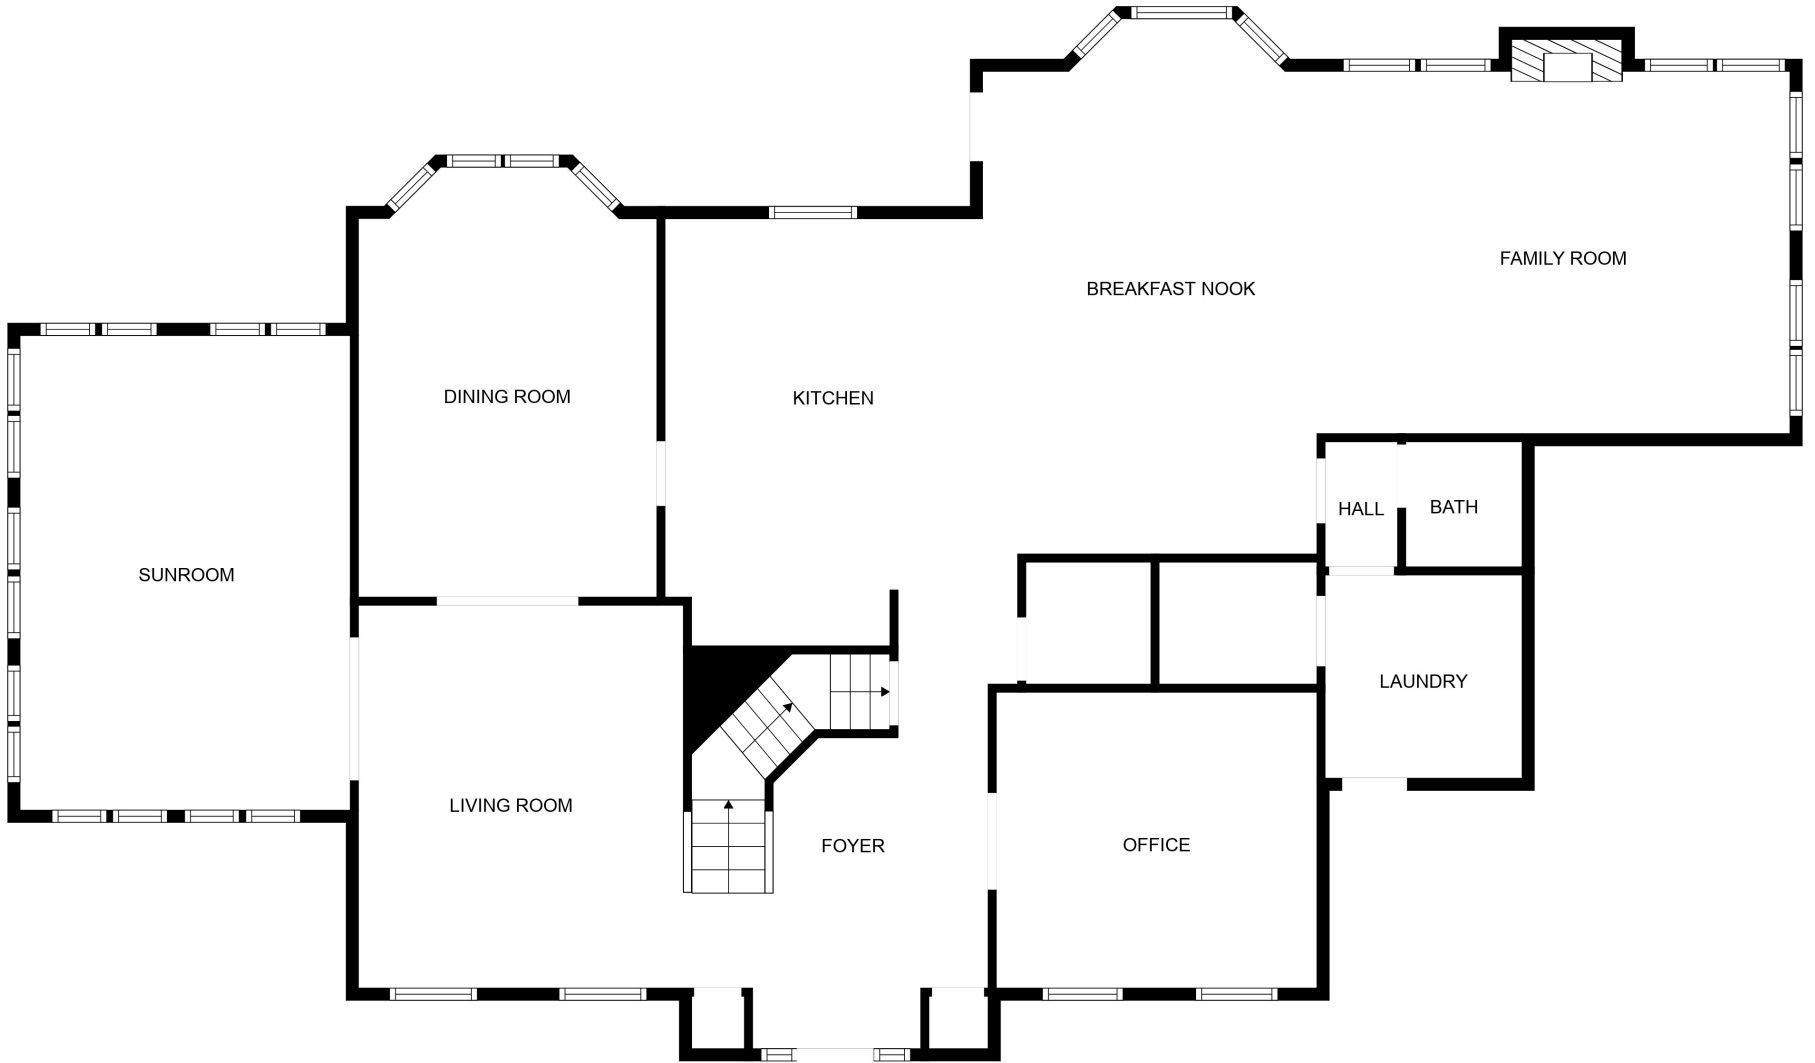 FAMILY ROOM
BREAKFAST NOOK
DINING ROOM
KITCHEN
HALL
BATH
SUNROOM
LAUNDRY
LIVING ROOM
FOYER
OFFICE